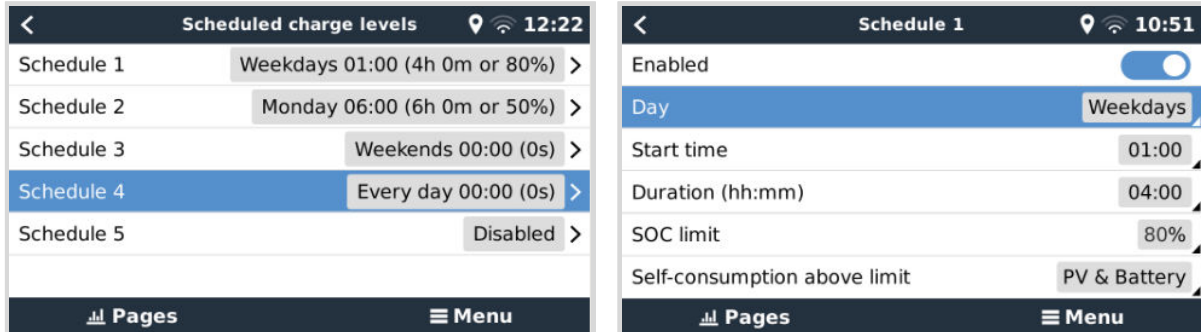 Scheduled charge levels 12:22
Schedule 1 Weekdays 01:00 (4h 0m or 80%)
Schedule 2 Monday 06:00 (6h 0m or 50%)
Schedule 3 Weekends 00:00 (0s)
Schedule 4 Every day 00:00 (0s)
Schedule 5 Disabled
Pages Menu
Schedule 1 10:51
Enabled
Day Weekdays
Start time 01:00
Duration (hh:mm) 04:00
SOC limit 80%
Self-consumption above limit PV & Battery
Pages Menu